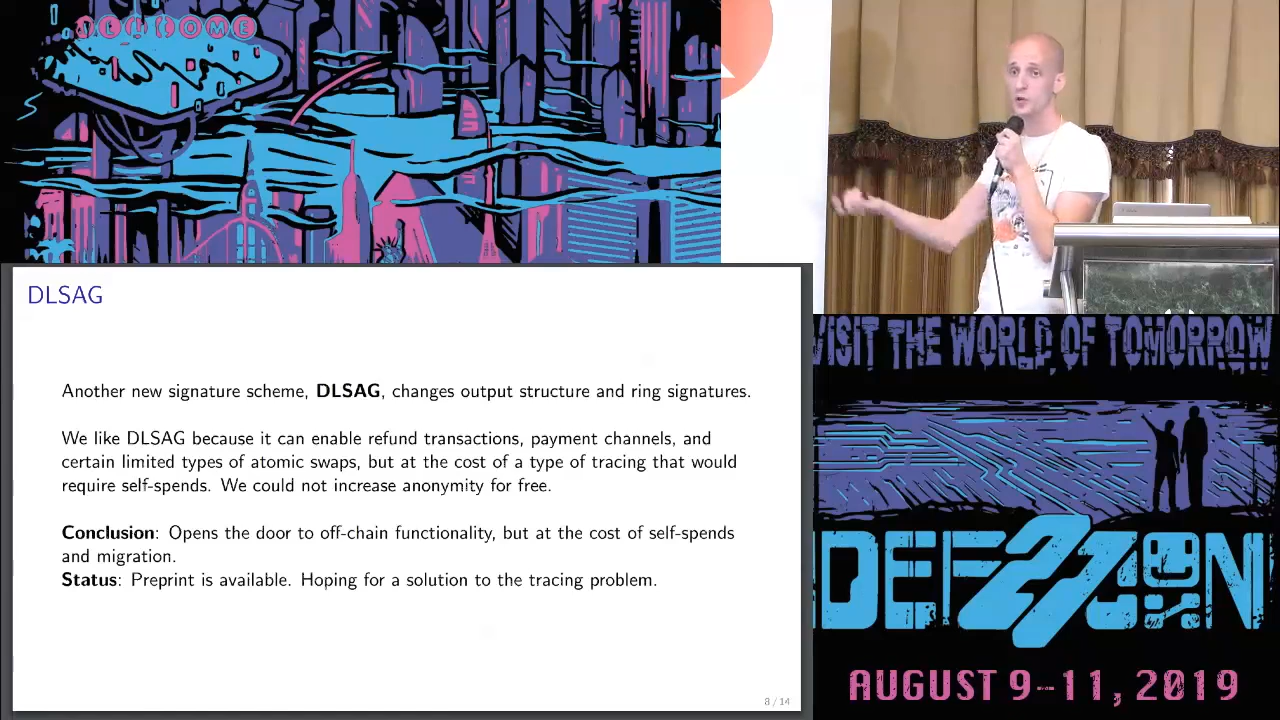 WELCOME
DLSAG
Another new signature scheme, DLSAG, changes output structure and ring signatures.
We like DLSAG because it can enable refund transactions, payment channels, and
certain limited types of atomic swaps, but at the cost of a type of tracing that would
require self-spends. We could not increase anonymity for free.
Conclusion: Opens the door to off-chain functionality, but at the cost of self-spends
and migration.
Status: Preprint is available. Hoping for a solution to the tracing problem.
8 / 14
VISIT THE WORLD OF TOMORROW
DEF 27 CON
AUGUST 9-11, 2019